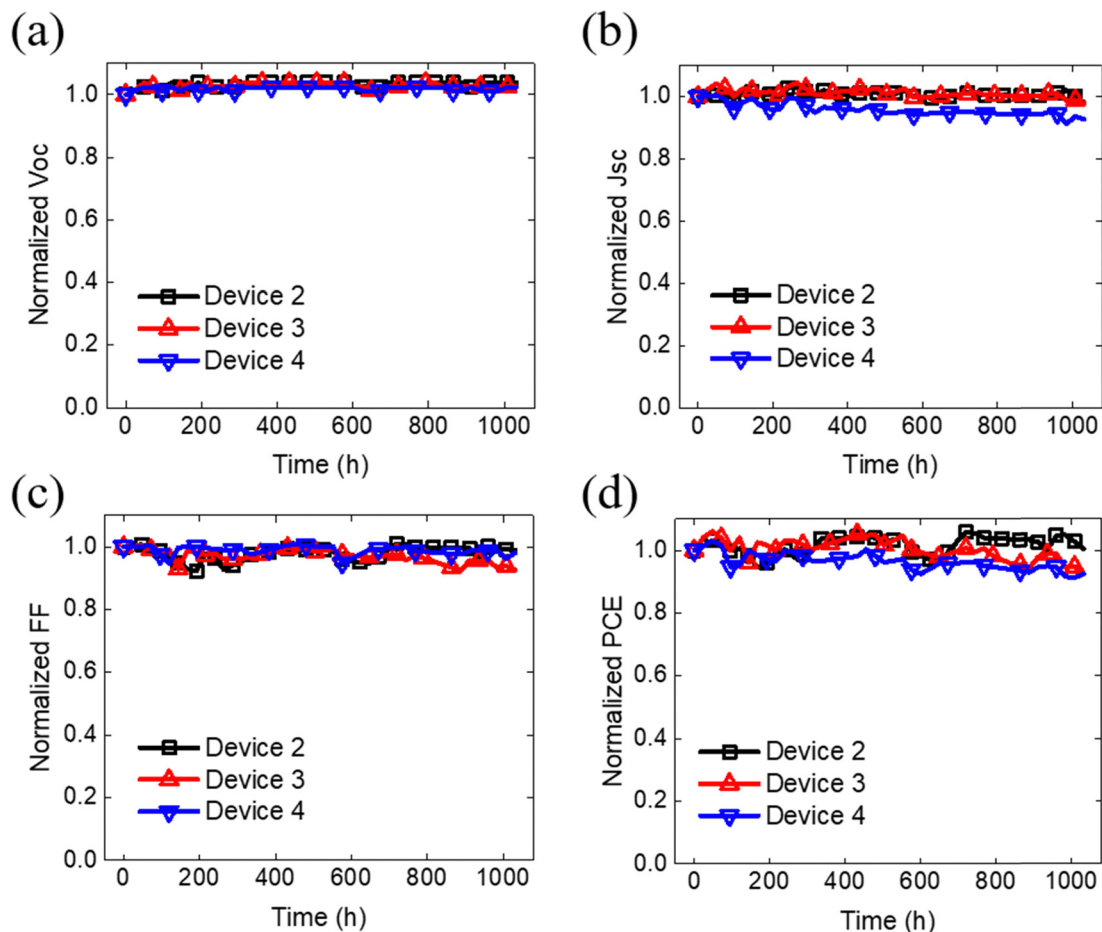 (a)
Normalized Voc
1.0
0.8
0.6
0.4
0.2
0.0
Device 2
Device 3
Device 4
0 200 400 600 800 1000
Time (h)
(b)
Normalized Jsc
1.0
0.8
0.6
0.4
0.2
0.0
Device 2
Device 3
Device 4
0 200 400 600 800 1000
Time (h)
(c)
Normalized FF
1.0
0.8
0.6
0.4
0.2
0.0
Device 2
Device 3
Device 4
0 200 400 600 800 1000
Time (h)
(d)
Normalized PCE
1.0
0.8
0.6
0.4
0.2
0.0
Device 2
Device 3
Device 4
0 200 400 600 800 1000
Time (h)